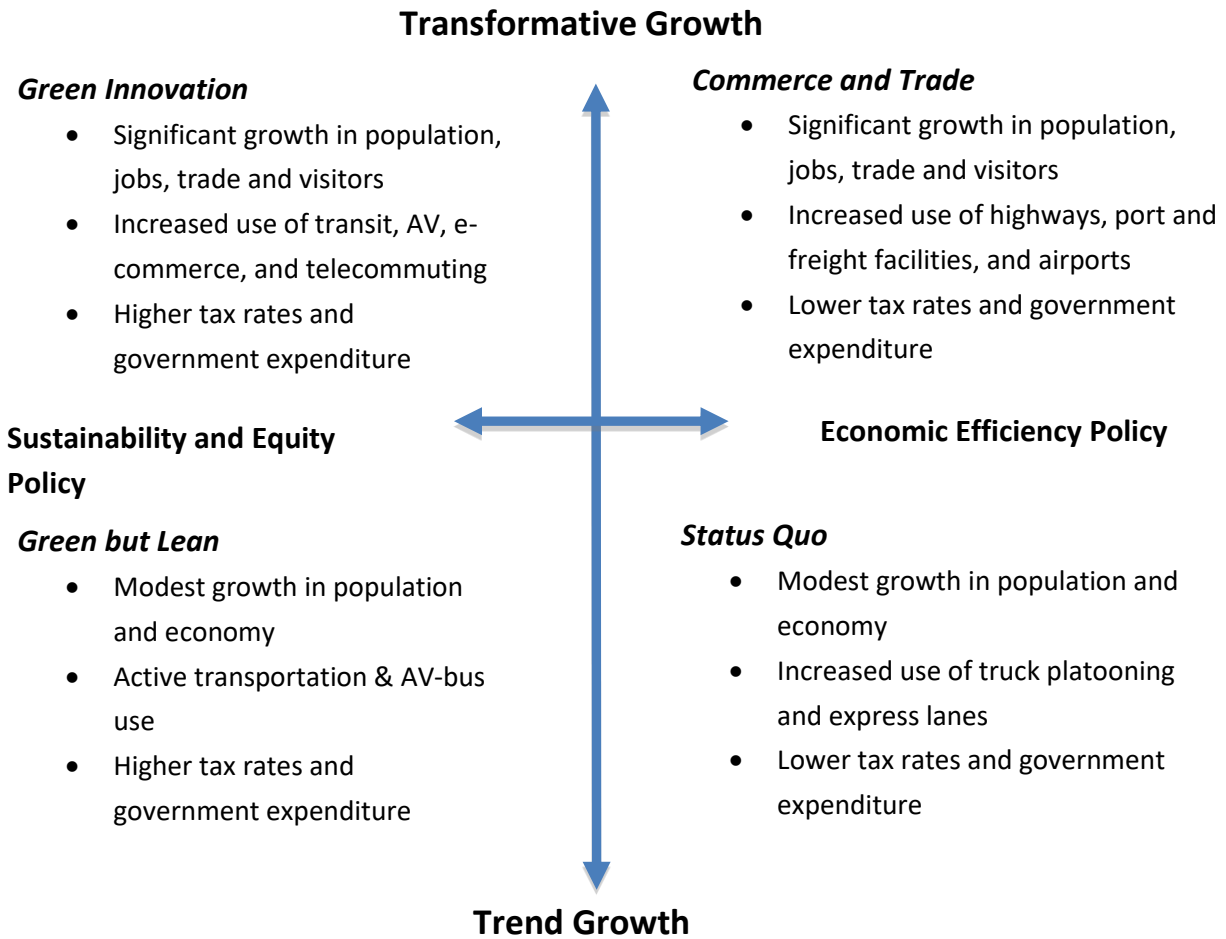 Transformative Growth
Green Innovation
• Significant growth in population,
jobs, trade and visitors
• Increased use of transit, AV, e-
commerce, and telecommuting
• Higher tax rates and
government expenditure
Commerce and Trade
• Significant growth in population,
jobs, trade and visitors
• Increased use of highways, port and
freight facilities, and airports
• Lower tax rates and government
expenditure
Sustainability and Equity
Policy
Economic Efficiency Policy
Green but Lean
• Modest growth in population
and economy
• Active transportation & AV-bus
use
• Higher tax rates and
government expenditure
Status Quo
• Modest growth in population and
economy
• Increased use of truck platooning
and express lanes
• Lower tax rates and government
expenditure
Trend Growth